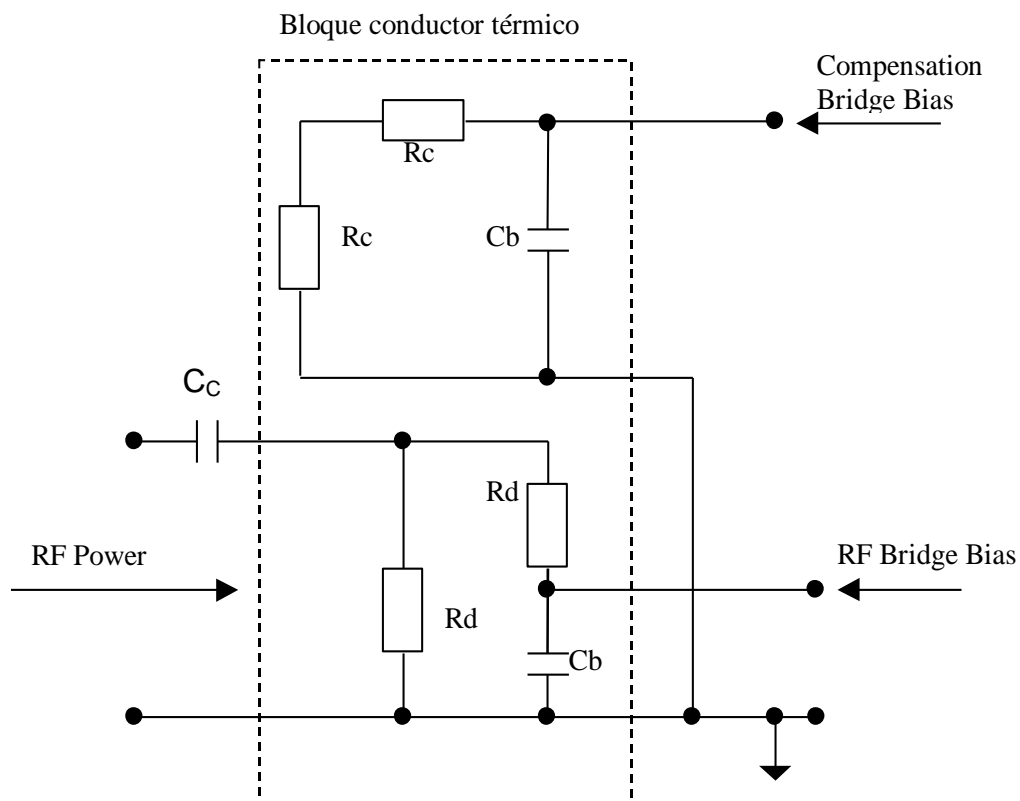 Bloque conductor térmico
Compensation
Bridge Bias
Rc
Rc
Cb
CC
Rd
RF Power
RF Bridge Bias
Rd
Cb